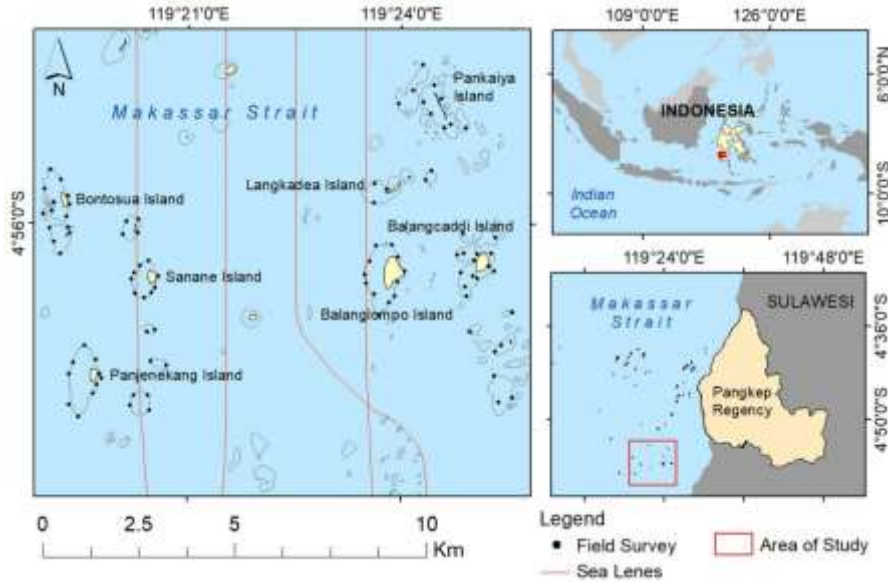 119°21'0"E
119°24'0"E
N
Makassar Strait
Pankaiya
Island
Bontosua Island
Langkadea Island
Balangcaddi Island
4°56'0"S
Sanane Island
Balanglompo Island
Panjenekang Island
0
2.5
5
10
Km
109°0'0"E
126°0'0"E
6°0'0"N
INDONESIA
Indian
Ocean
10°0'0"S
119°24'0"E
119°48'0"E
Makassar
Strait
SULAWESI
4°36'0"S
Pangkep
Regency
4°50'0"S
Legend
Field Survey
Area of Study
Sea Lenes